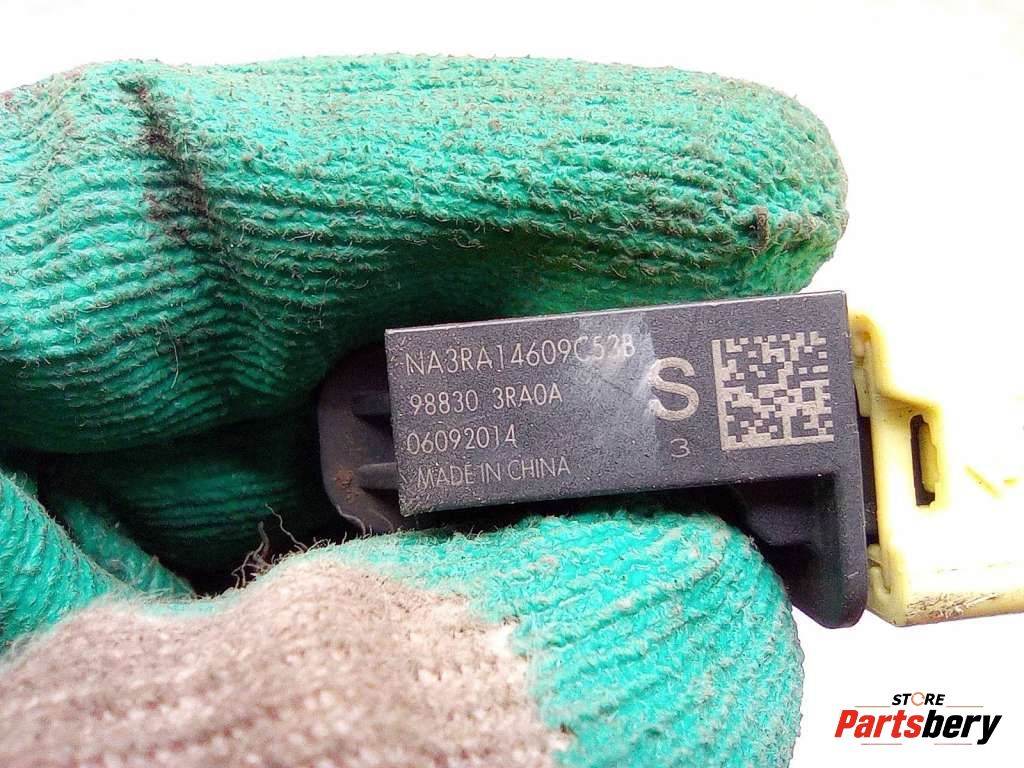 NA3RA14609C53B
98830 3RA0A
06092014
MADE IN CHINA
S
3
STORE
Partsbery